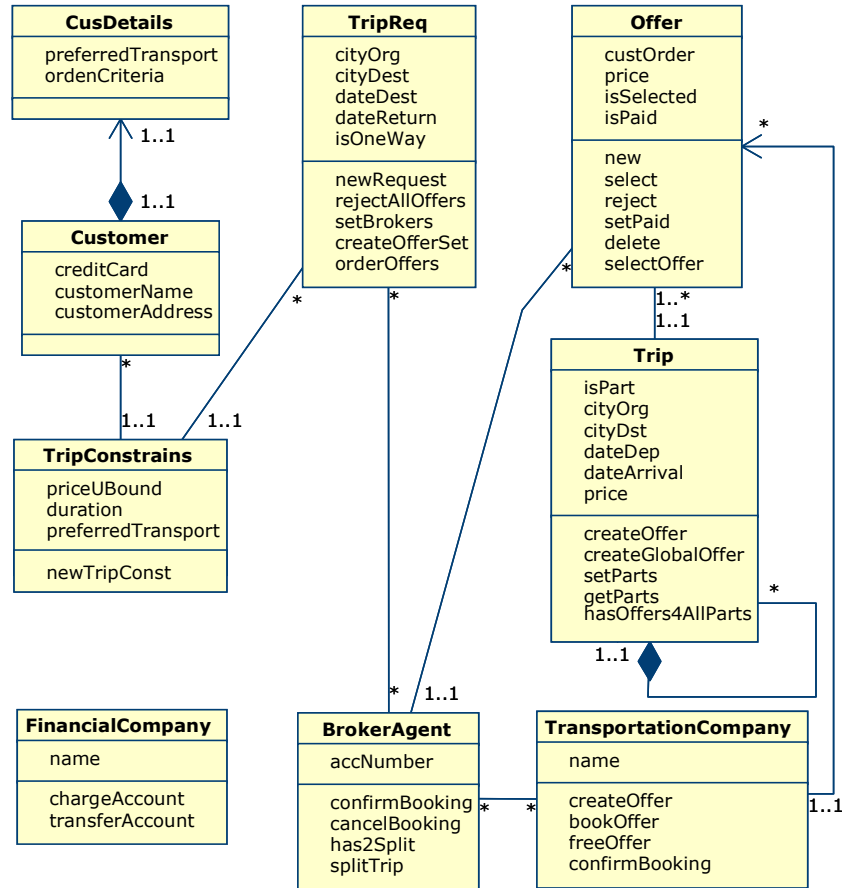 CusDetails
preferredTransport
ordenCriteria
1..1
1..1
Customer
creditCard
customerName
customerAddress
*
1..1
TripConstrains
priceUBound
duration
preferredTransport
newTripConst
FinancialCompany
name
chargeAccount
transferAccount
TripReq
cityOrg
cityDest
dateDest
dateReturn
isOneWay
newRequest
rejectAllOffers
setBrokers
createOfferSet
orderOffers
*
*
1..1
*
1..1
BrokerAgent
accNumber
confirmBooking
cancelBooking
has2Split
splitTrip
*
*
Offer
custOrder
price
isSelected
isPaid
new
select
reject
setPaid
delete
selectOffer
*
*
1..*
1..1
Trip
isPart
cityOrg
cityDst
dateDep
dateArrival
price
createOffer
createGlobalOffer
setParts
getParts
hasOffers4AllParts
*
1..1
TransportationCompany
name
createOffer
bookOffer
freeOffer
confirmBooking
1..1